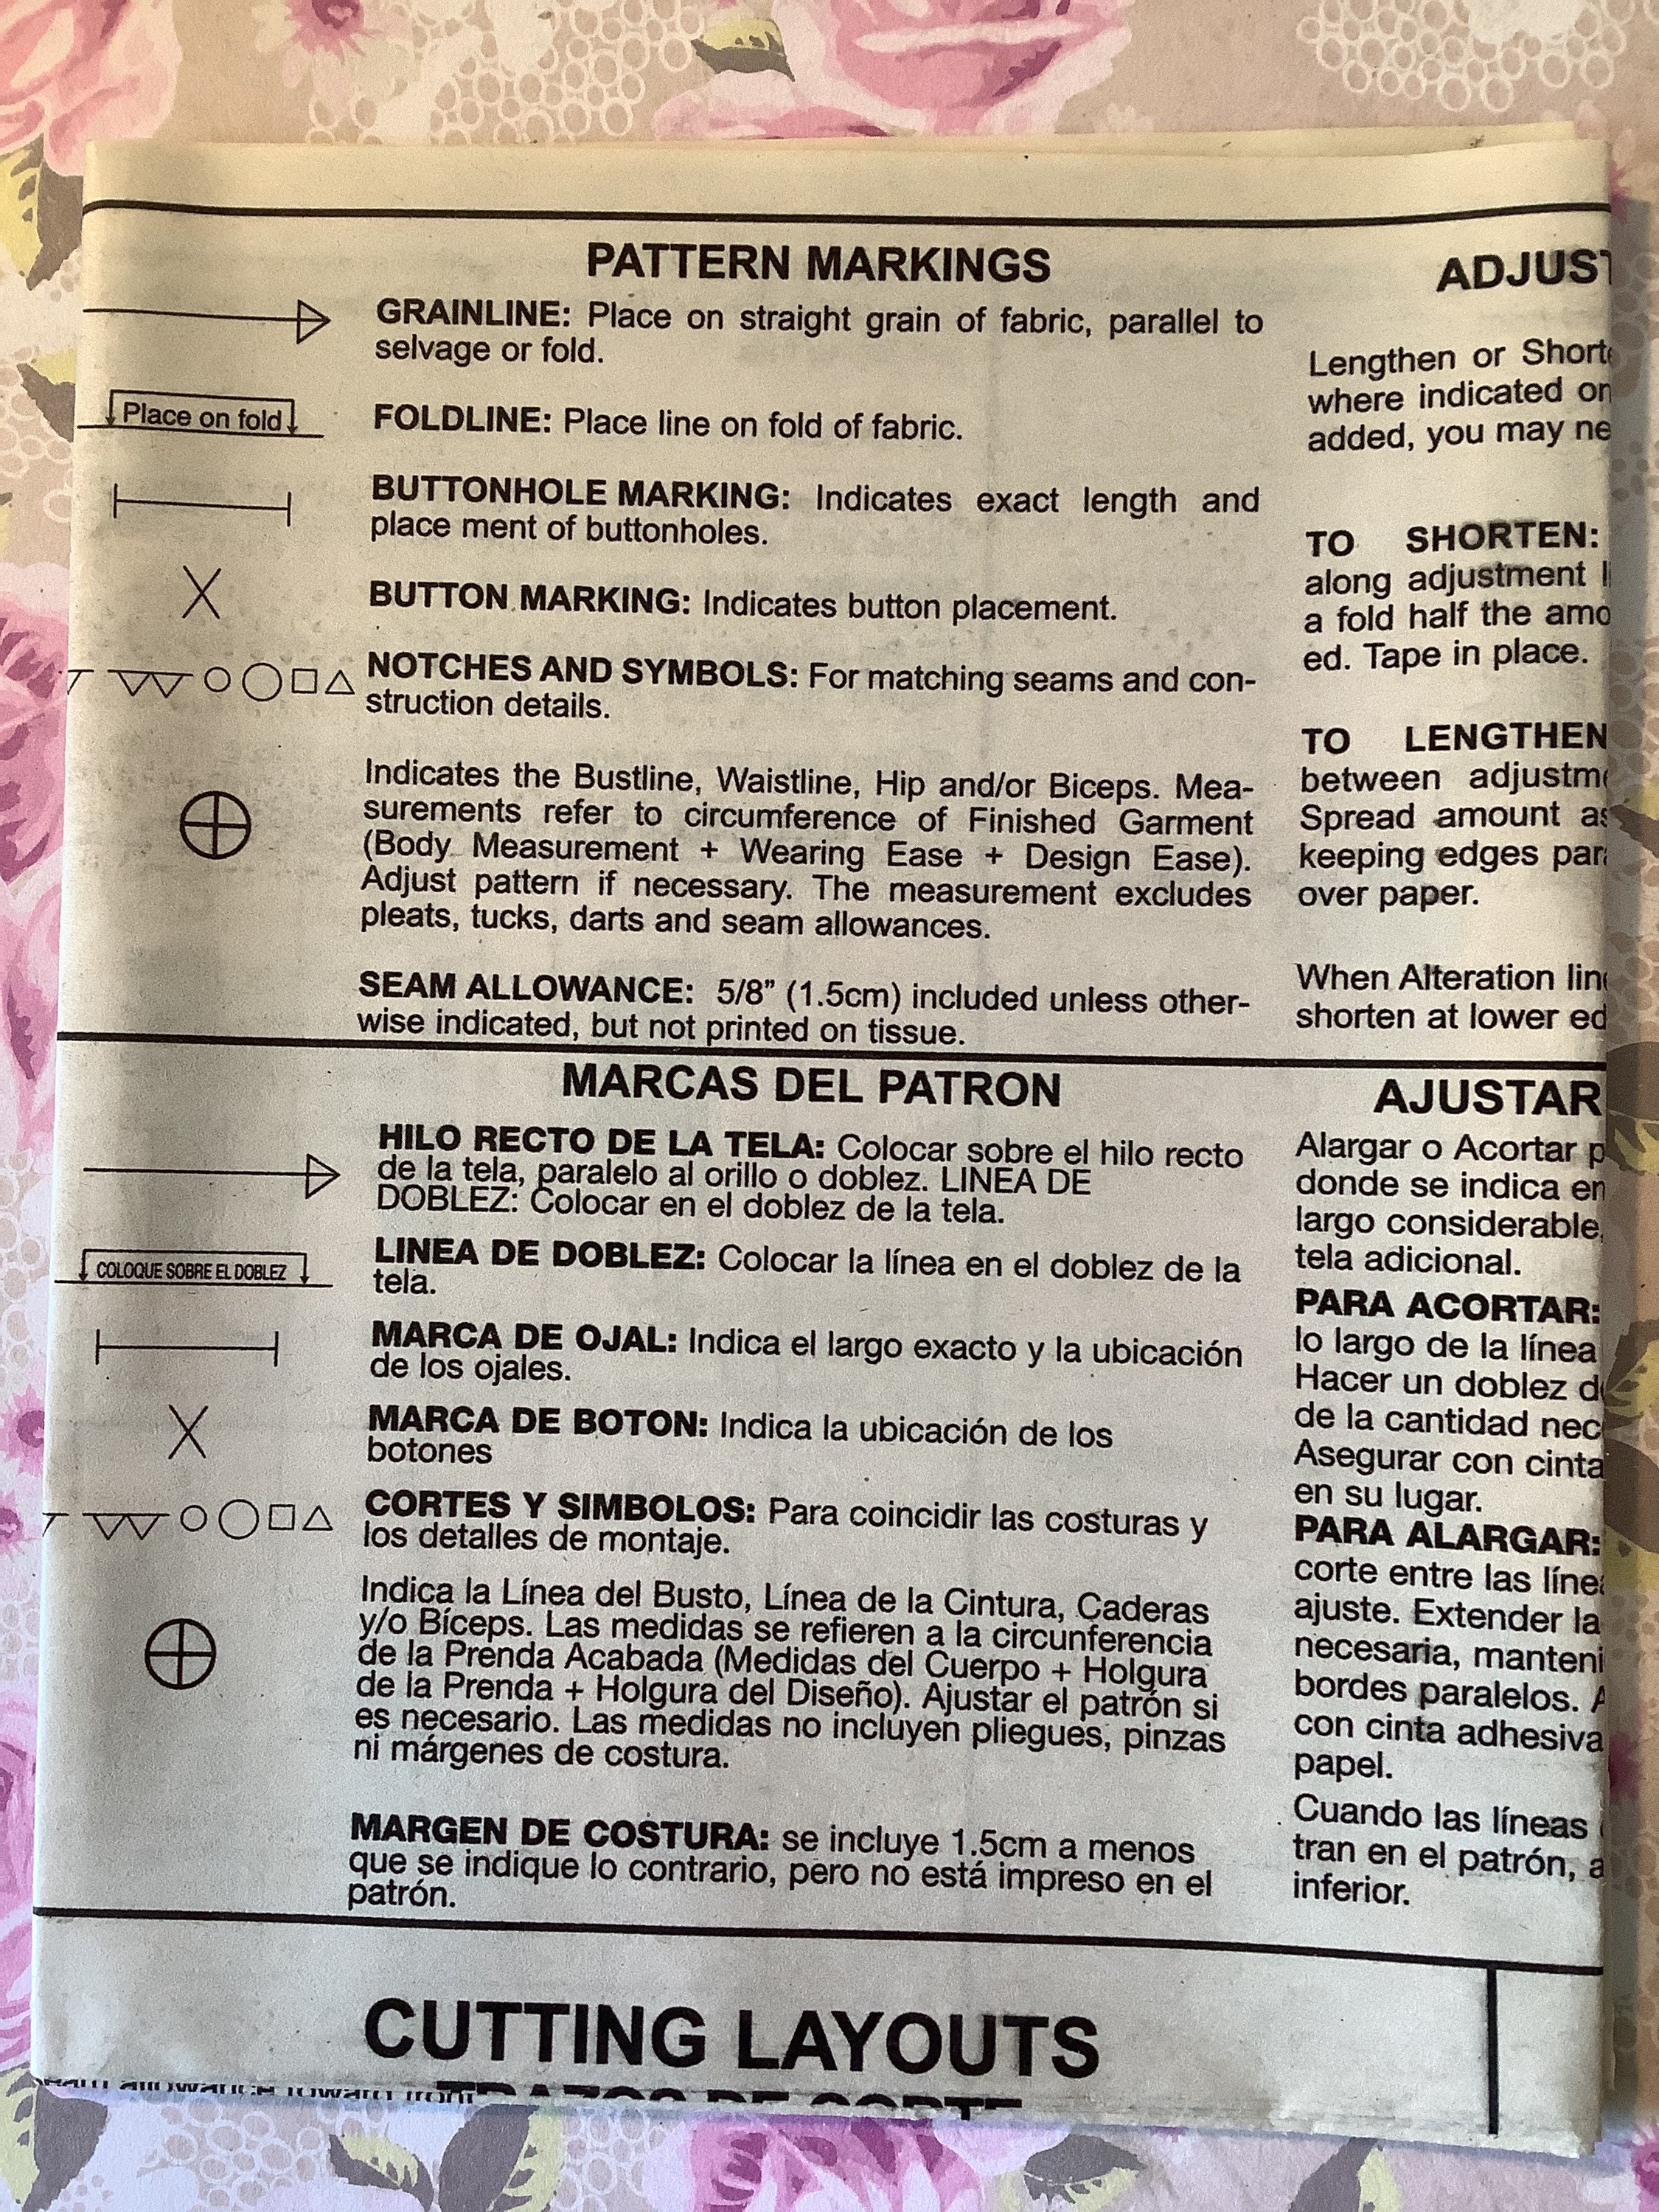 PATTERN MARKINGS
GRAINLINE: Place on straight grain of fabric, parallel to
selvage or fold.
Place on fold
FOLDLINE: Place line on fold of fabric.
BUTTONHOLE MARKING: Indicates exact length and
place ment of buttonholes.
X
BUTTON MARKING: Indicates button placement.
NOTCHES AND SYMBOLS: For matching seams and con-
struction details.
Indicates the Bustline, Waistline, Hip and/or Biceps. Mea-
surements refer to circumference of Finished Garment
(Body Measurement + Wearing Ease + Design Ease).
Adjust pattern if necessary. The measurement excludes
pleats, tucks, darts and seam allowances.
SEAM ALLOWANCE: 5/8” (1.5cm) included unless other-
wise indicated, but not printed on tissue.
ADJUST
Lengthen or Short
where indicated on
added, you may ne
TO SHORTEN:
along adjustment
a fold half the amo
ed. Tape in place.
TO LENGTHEN
between adjustm
Spread amount as
keeping edges par
over paper.
When Alteration lin
shorten at lower ed
MARCAS DEL PATRON
HILO RECTO DE LA TELA: Colocar sobre el hilo recto
de la tela, paralelo al orillo o doblez. LINEA DE
DOBLEZ: Colocar en el doblez de la tela.
COLOQUE SOBRE EL DOBLEZ
LINEA DE DOBLEZ: Colocar la línea en el doblez de la
tela.
MARCA DE OJAL: Indica el largo exacto y la ubicación
de los ojales.
X
MARCA DE BOTON: Indica la ubicación de los
botones
CORTES Y SIMBOLOS: Para coincidir las costuras y
los detalles de montaje.
Indica la Línea del Busto, Línea de la Cintura, Caderas
y/o Bíceps. Las medidas se refieren a la circunferencia
de la Prenda Acabada (Medidas del Cuerpo + Holgura
de la Prenda + Holgura del Diseño). Ajustar el patrón si
es necesario. Las medidas no incluyen pliegues, pinzas
ni márgenes de costura.
MARGEN DE COSTURA: se incluye 1.5cm a menos
que se indique lo contrario, pero no está impreso en el
patrón.
AJUSTAR
Alargar o Acortar p
donde se indica en
largo considerable,
tela adicional.
PARA ACORTAR:
lo largo de la línea
Hacer un doblez d
de la cantidad nec
Asegurar con cinta
en su lugar.
PARA ALARGAR:
corte entre las líne
ajuste. Extender la
necesaria, manteni
bordes paralelos. A
con cinta adhesiva
papel.
Cuando las líneas
tran en el patrón, a
inferior.
CUTTING LAYOUTS